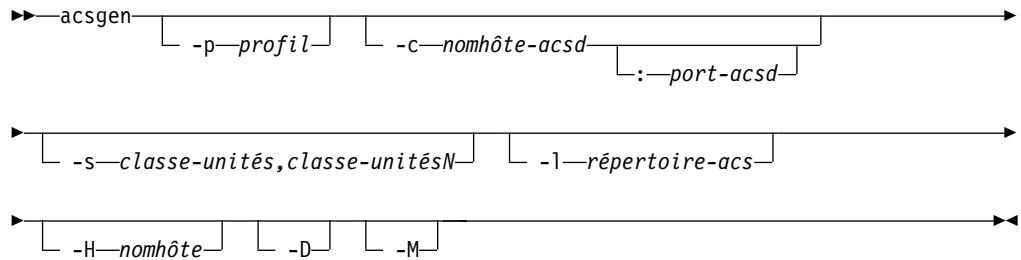 acsgen -p profil -c nomhôte-acsd : port-acsd
-s classe-unités,classe-unitésN -l répertoire-acs
-H nomhôte -D -M